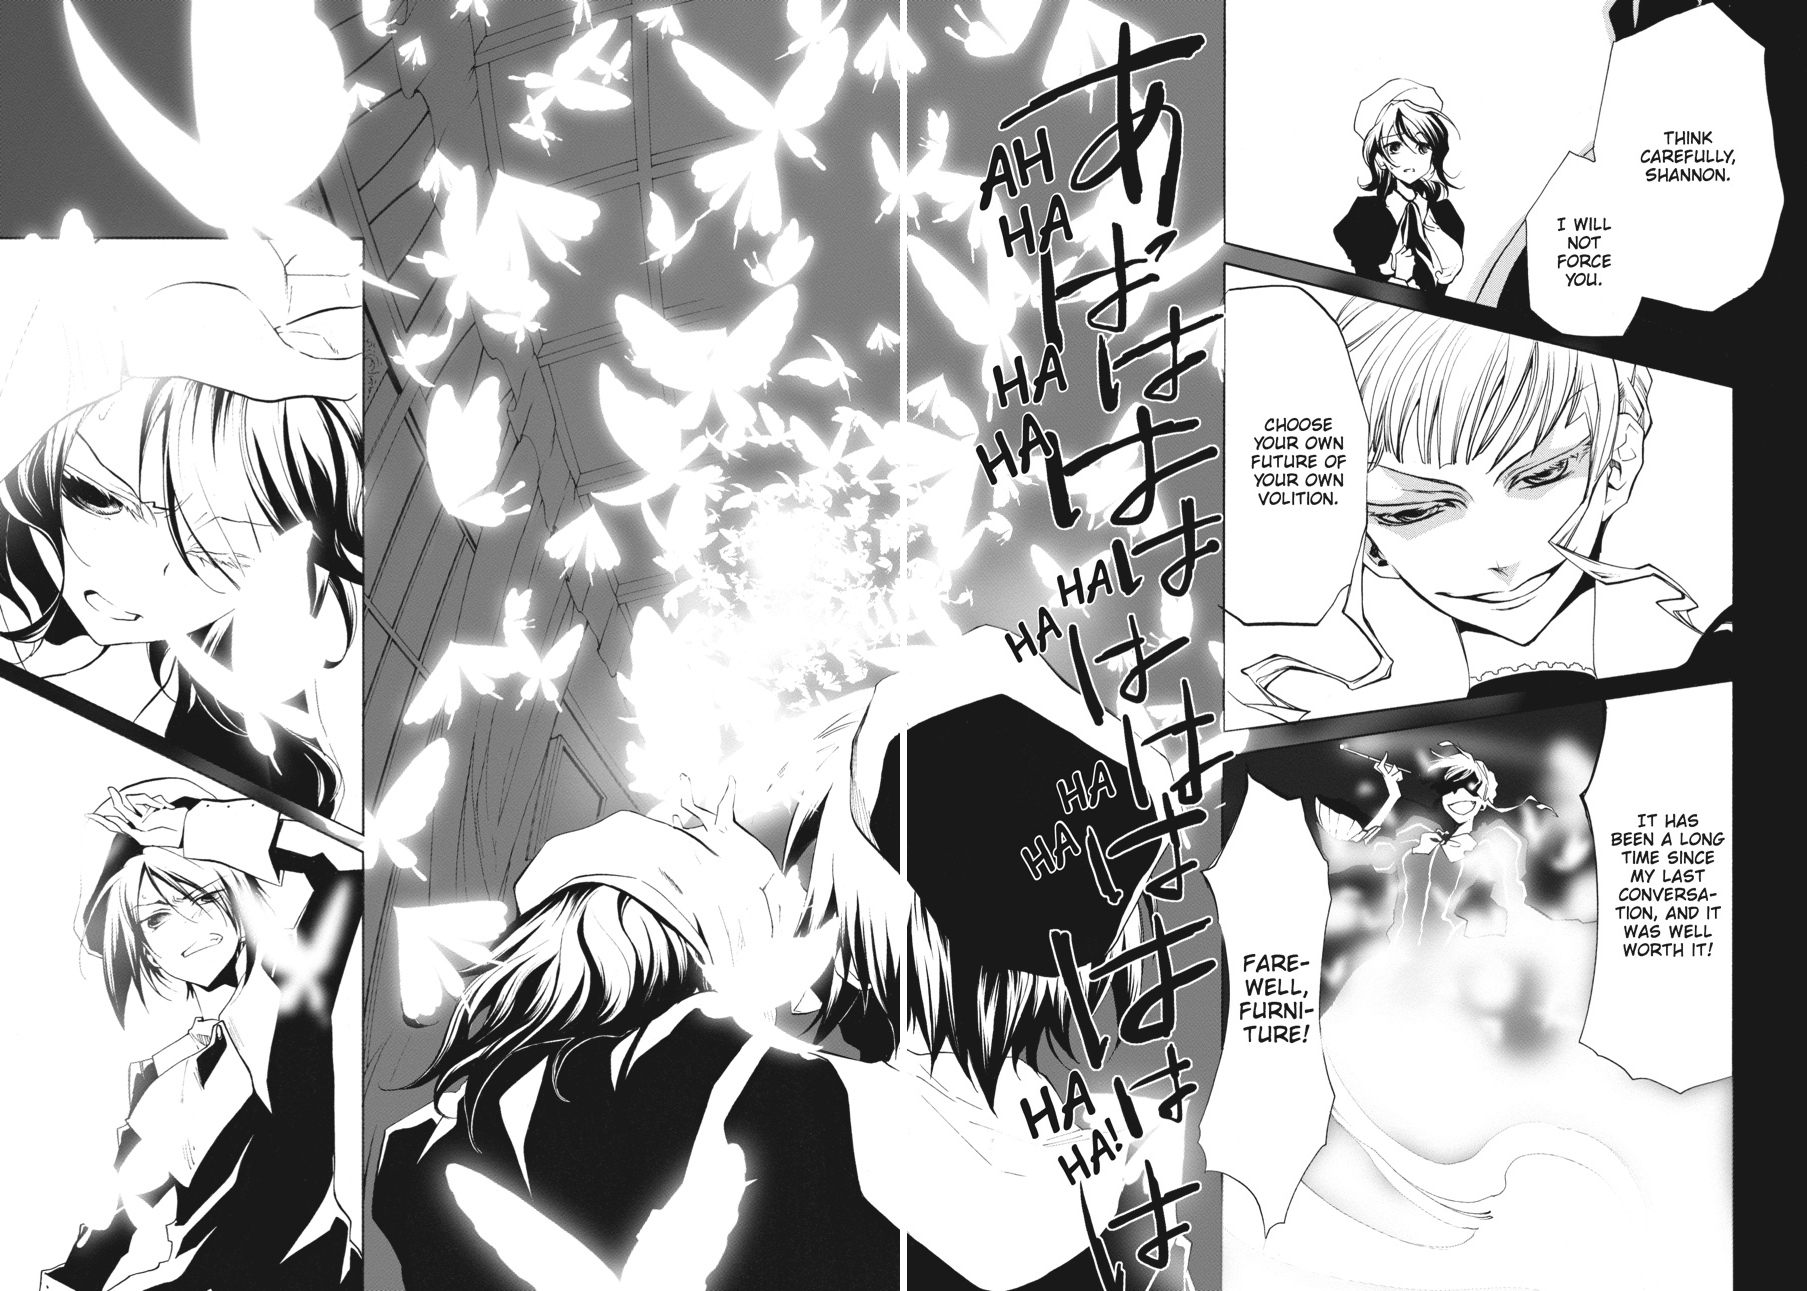 THINK
CAREFULLY,
SHANNON.
I WILL
NOT
FORCE
YOU.
CHOOSE
YOUR OWN
FUTURE OF
YOUR OWN
VOLITION.
IT HAS
BEEN A LONG
TIME SINCE
MY LAST
CONVERSA-
TION, AND IT
WAS WELL
WORTH IT!
FARE-
WELL,
FURNI-
TURE!
あはははははははははは
AH
HA
HA
HA
HA
HA
HA
HA
HA
HA!